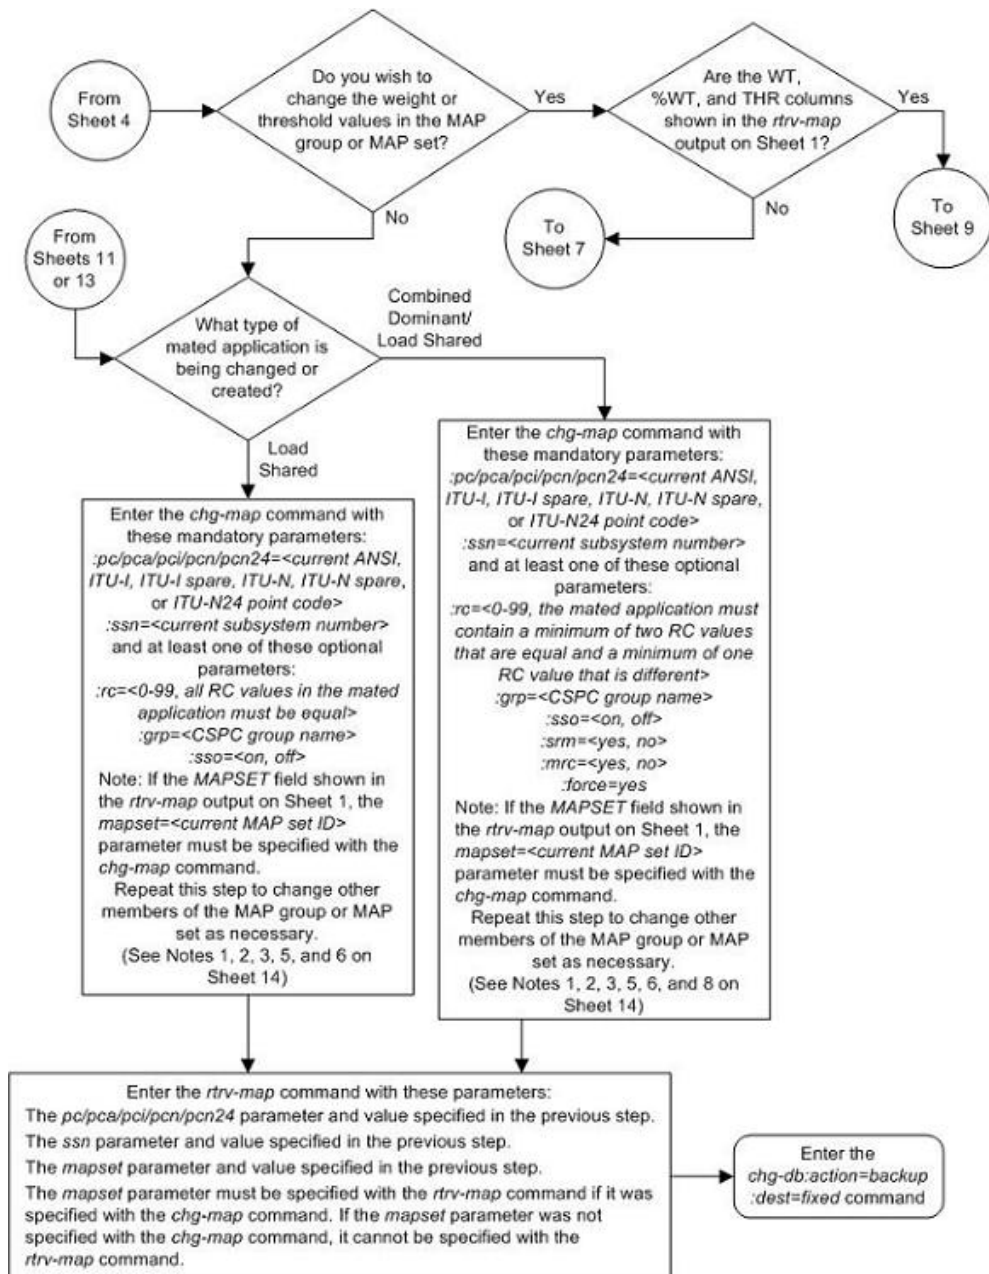 From
Sheet 4
Do you wish to
change the weight or
threshold values in the MAP
group or MAP set?
Yes
Are the WT,
%WT, and THR columns
shown in the rtrv-map
output on Sheet 1?
Yes
No
No
To
Sheet 7
To
Sheet 9
From
Sheets 11
or 13
What type of
mated application is
being changed or
created?
Combined
Dominant/
Load Shared
Load
Shared
Enter the chg-map command with
these mandatory parameters:
:pc/pca/pci/pcn/pcn24=<current ANSI,
ITU-I, ITU-I spare, ITU-N, ITU-N spare,
or ITU-N24 point code>
:ssn=<current subsystem number>
and at least one of these optional
parameters:
:rc=<0-99, all RC values in the mated
application must be equal>
:grp=<CSPC group name>
:sso=<on, off>
Note: If the MAPSET field shown in
the rtrv-map output on Sheet 1, the
mapset=<current MAP set ID>
parameter must be specified with the
chg-map command.
Repeat this step to change other
members of the MAP group or MAP
set as necessary.
(See Notes 1, 2, 3, 5, and 6 on
Sheet 14)
Enter the chg-map command with
these mandatory parameters:
:pc/pca/pci/pcn/pcn24=<current ANSI,
ITU-I, ITU-I spare, ITU-N, ITU-N spare,
or ITU-N24 point code>
:ssn=<current subsystem number>
and at least one of these optional
parameters:
:rc=<0-99, the mated application must
contain a minimum of two RC values
that are equal and a minimum of one
RC value that is different>
:grp=<CSPC group name>
:sso=<on, off>
:srm=<yes, no>
:mrc=<yes, no>
:force=yes
Note: If the MAPSET field shown in
the rtrv-map output on Sheet 1, the
mapset=<current MAP set ID>
parameter must be specified with the
chg-map command.
Repeat this step to change other
members of the MAP group or MAP
set as necessary.
(See Notes 1, 2, 3, 5, 6, and 8 on
Sheet 14)
Enter the rtrv-map command with these parameters:
The pc/pca/pci/pcn/pcn24 parameter and value specified in the previous step.
The ssn parameter and value specified in the previous step.
The mapset parameter and value specified in the previous step.
The mapset parameter must be specified with the rtrv-map command if it was
specified with the chg-map command. If the mapset parameter was not
specified with the chg-map command, it cannot be specified with the
rtrv-map command.
Enter the
chg-db:action=backup
:dest=fixed command